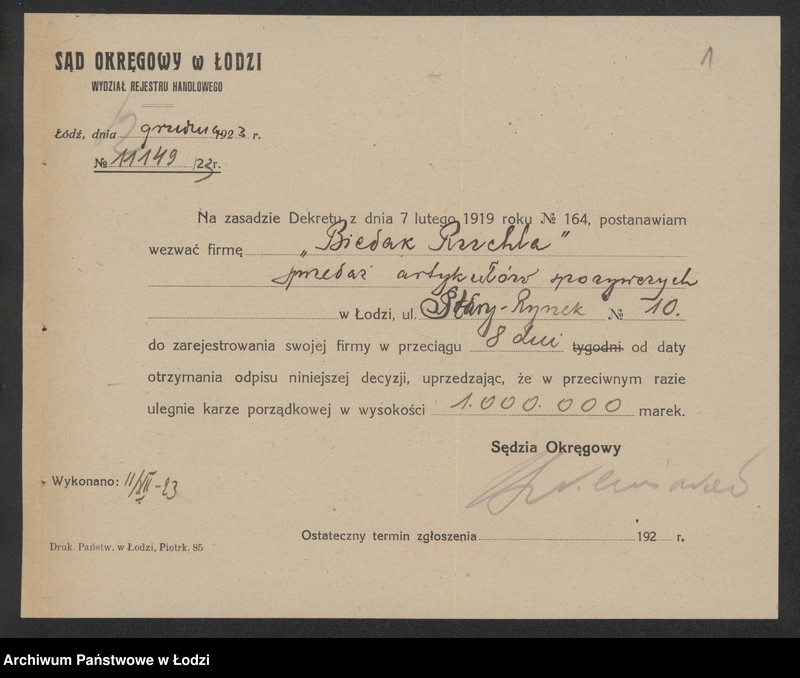 1
SĄD OKRĘGOWY w ŁODZI
WYDZIAŁ REJESTRU HANDLOWEGO
Łódź, dnia grudnia 1923 r.
№ 11149 /23 r.
Na zasadzie Dekretu z dnia 7 lutego 1919 roku № 164, postanawiam
wezwać firmę „Biedak Ruchla"
sprzedaż artykułów spożywczych
w Łodzi, ul. Stary-Rynek № 10.
do zarejestrowania swojej firmy w przeciągu 8 dni tygodni od daty
otrzymania odpisu niniejszej decyzji, uprzedzając, że w przeciwnym razie
ulegnie karze porządkowej w wysokości 1.000.000 marek.
Sędzia Okręgowy
Wykonano: 11/XII-23
Ostateczny termin zgłoszenia 192 r.
Druk. Państw. w Łodzi, Piotrk. 85
Archiwum Państwowe w Łodzi